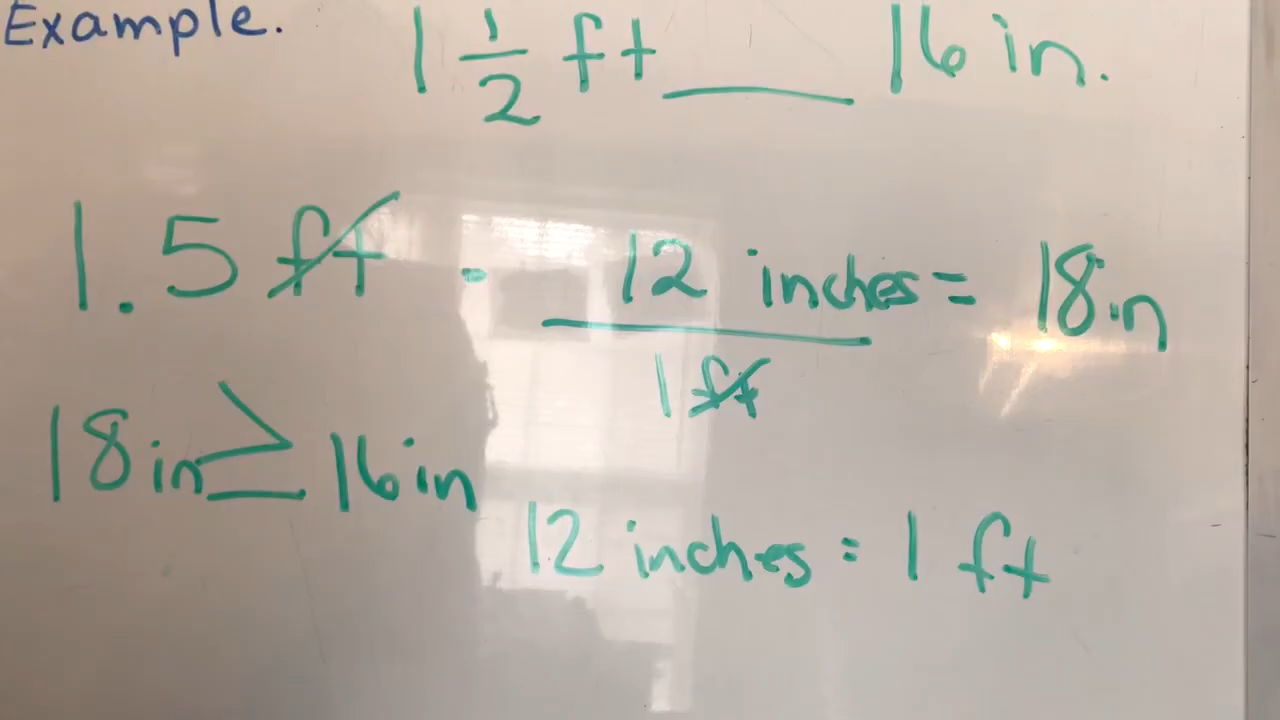 Example.
1 1/2 ft ___ 16 in.
1.5 ft · 12 inches / 1 ft = 18 in
18 in ≥ 16 in
12 inches = 1 ft